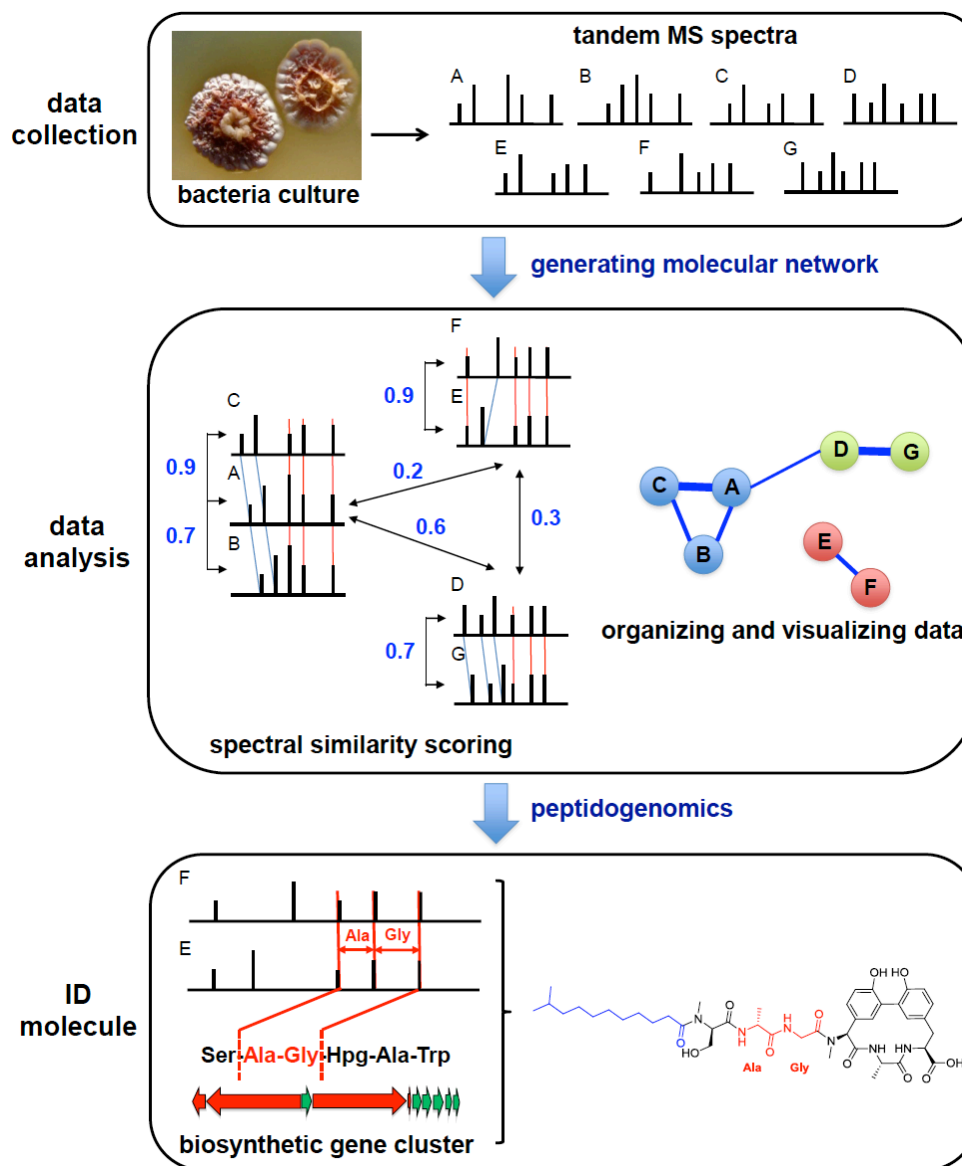 data
collection
tandem MS spectra
A
B
C
D
E
F
G
bacteria culture
generating molecular network
data
analysis
F
0.9
E
C
0.9
A
0.7
B
0.2
0.6
0.3
D
0.7
G
spectral similarity scoring
C
A
B
D
G
E
F
organizing and visualizing data
peptidogenomics
ID
molecule
F
Ala
Gly
E
Ser-Ala-Gly-Hpg-Ala-Trp
biosynthetic gene cluster
O
N
HO
O
H
N
O
H
N
O
N
O
OH
HO
H
N
O
H
N
O
OH
Ala
Gly